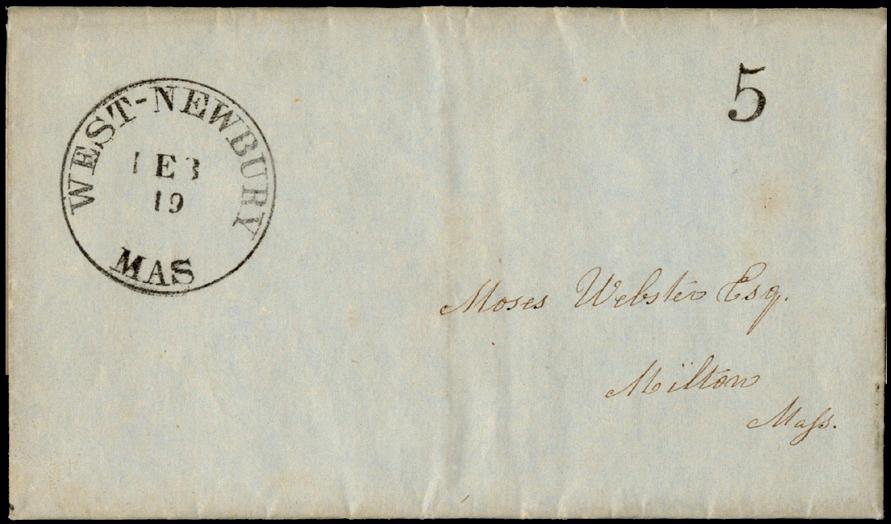 WEST-NEWBURY
FEB
19
MAS
5
Moses Webster Esq.
Milton
Mass.